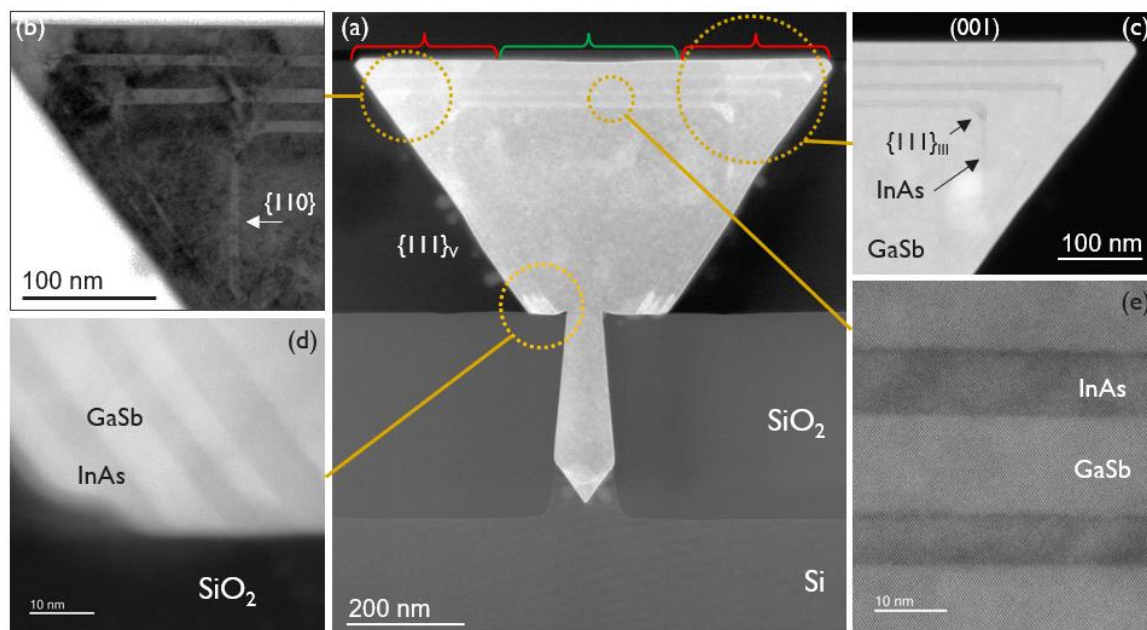 (b)
{110}
100 nm
(a)
{111}V
SiO2
Si
200 nm
(001)
(c)
{111}III
InAs
GaSb
100 nm
(d)
GaSb
InAs
SiO2
10 nm
(e)
InAs
GaSb
10 nm